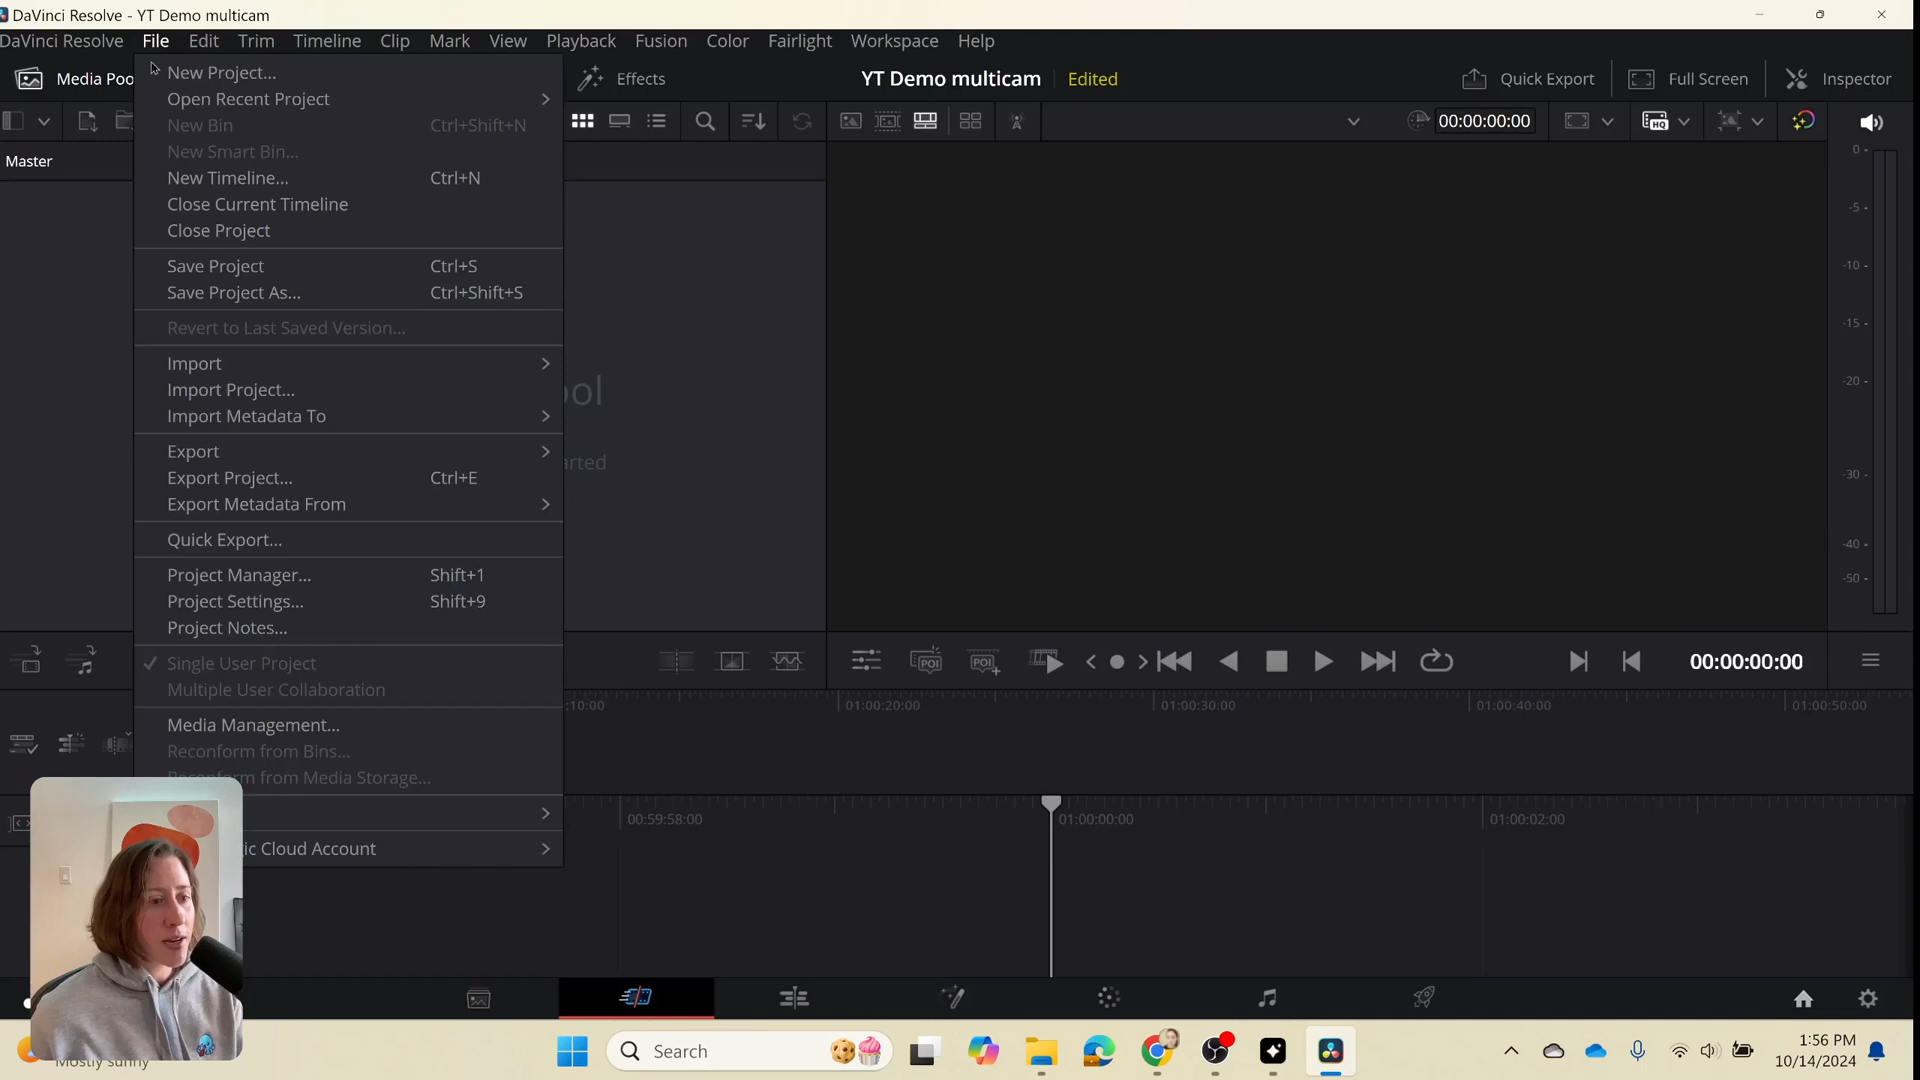 DaVinci Resolve - YT Demo multicam
DaVinci Resolve File Edit Trim Timeline Clip Mark View Playback Fusion Color Fairlight Workspace Help
Media Poo
Effects
YT Demo multicam Edited
Quick Export Full Screen Inspector
HQ
00:00:00:00
Master
New Project...
Open Recent Project
New Bin Ctrl+Shift+N
New Smart Bin...
New Timeline... Ctrl+N
Close Current Timeline
Close Project
Save Project Ctrl+S
Save Project As... Ctrl+Shift+S
Revert to Last Saved Version...
Import
Import Project...
Import Metadata To
Export
Export Project... Ctrl+E
Export Metadata From
Quick Export...
Project Manager... Shift+1
Project Settings... Shift+9
Project Notes...
Single User Project
Multiple User Collaboration
Media Management...
Reconform from Bins...
Reconform from Media Storage...
ic Cloud Account
ool
arted
0
-5
-10
-15
-20
-30
-40
-50
POI POI
00:00:00:00
:10:00 01:00:20:00 01:00:30:00 01:00:40:00 01:00:50:00
00:59:58:00 01:00:00:00 01:00:02:00
Mostly sunny
Search
1:56 PM
10/14/2024